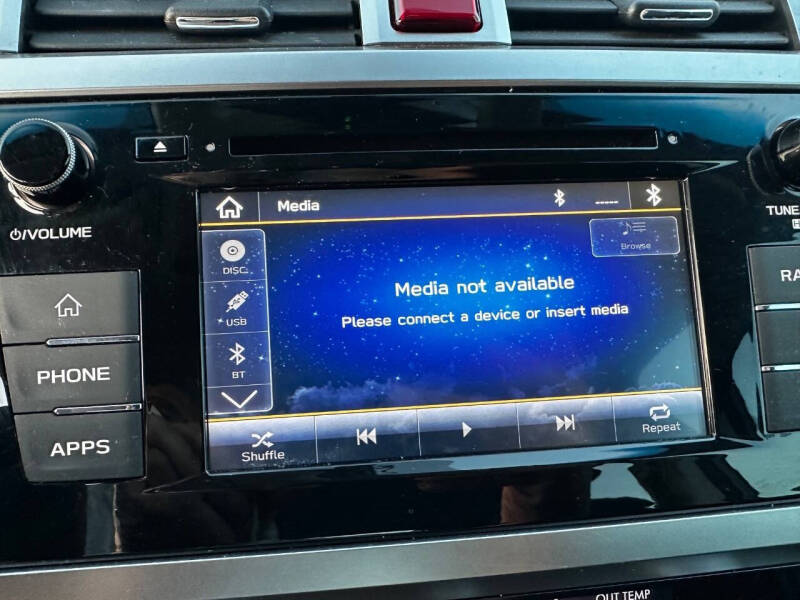 Media
-----
/VOLUME
TUNE
DISC
Browse
Media not available
Please connect a device or insert media
USB
BT
PHONE
APPS
Shuffle
Repeat
RA
OUT TEMP